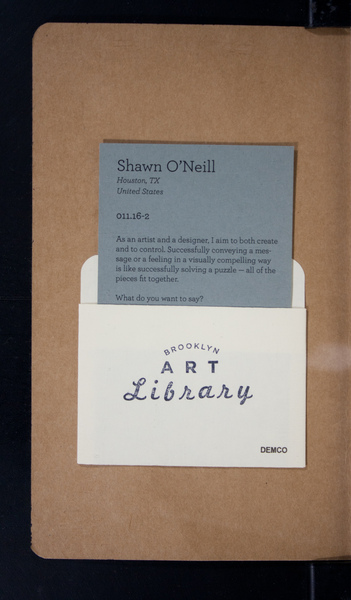 Shawn O'Neill
Houston, TX
United States
011.16-2
As an artist and a designer, I aim to both create
and to control. Successfully conveying a mes-
sage or a feeling in a visually compelling way
is like successfully solving a puzzle — all of the
pieces fit together.
What do you want to say?
BROOKLYN
ART
Library
DEMCO